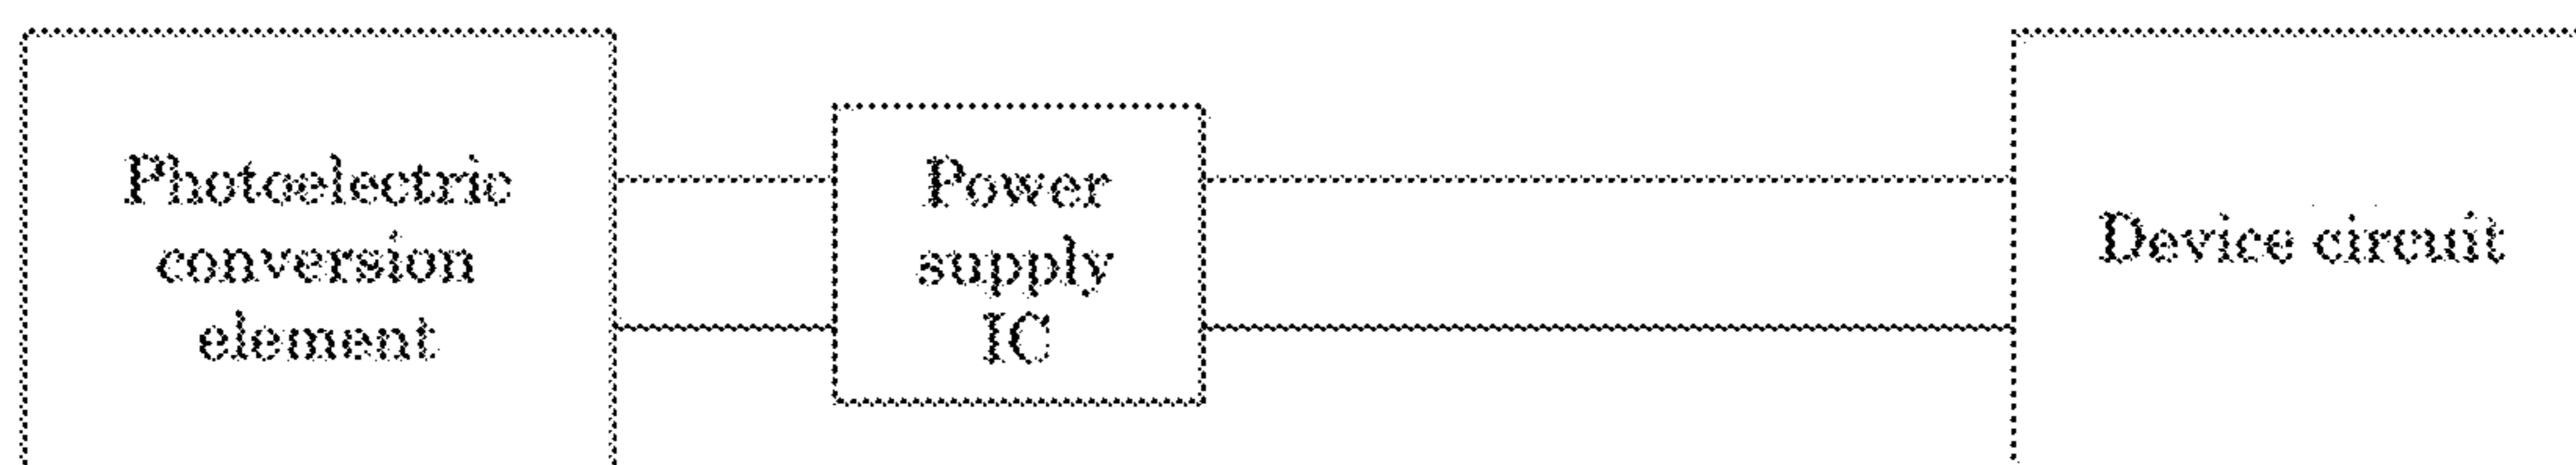 Photoelectric
conversion
element
Power
supply
IC
Device circuit